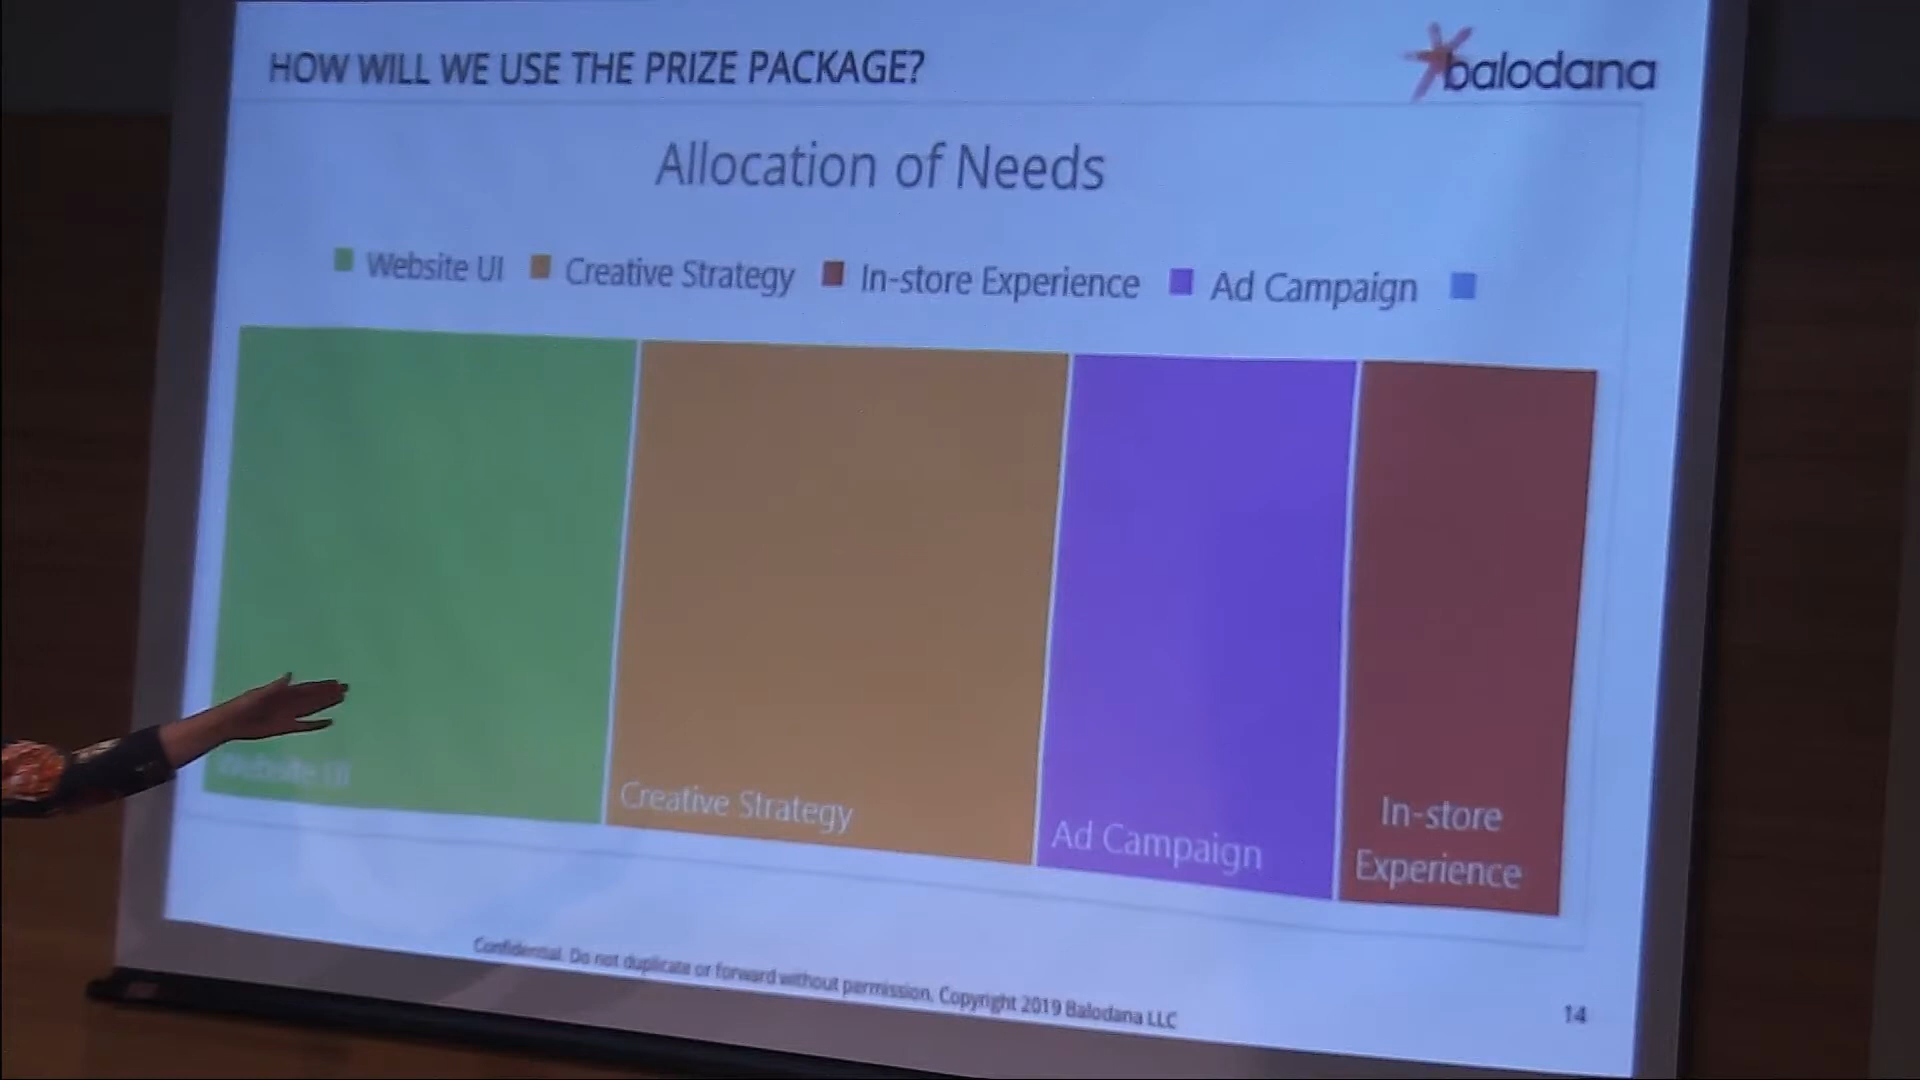 HOW WILL WE USE THE PRIZE PACKAGE?
balodana
Allocation of Needs
Website UI
Creative Strategy
In-store Experience
Ad Campaign
Website UI
Creative Strategy
Ad Campaign
In-store
Experience
Confidential. Do not duplicate or forward without permission. Copyright 2019 Balodana LLC
14